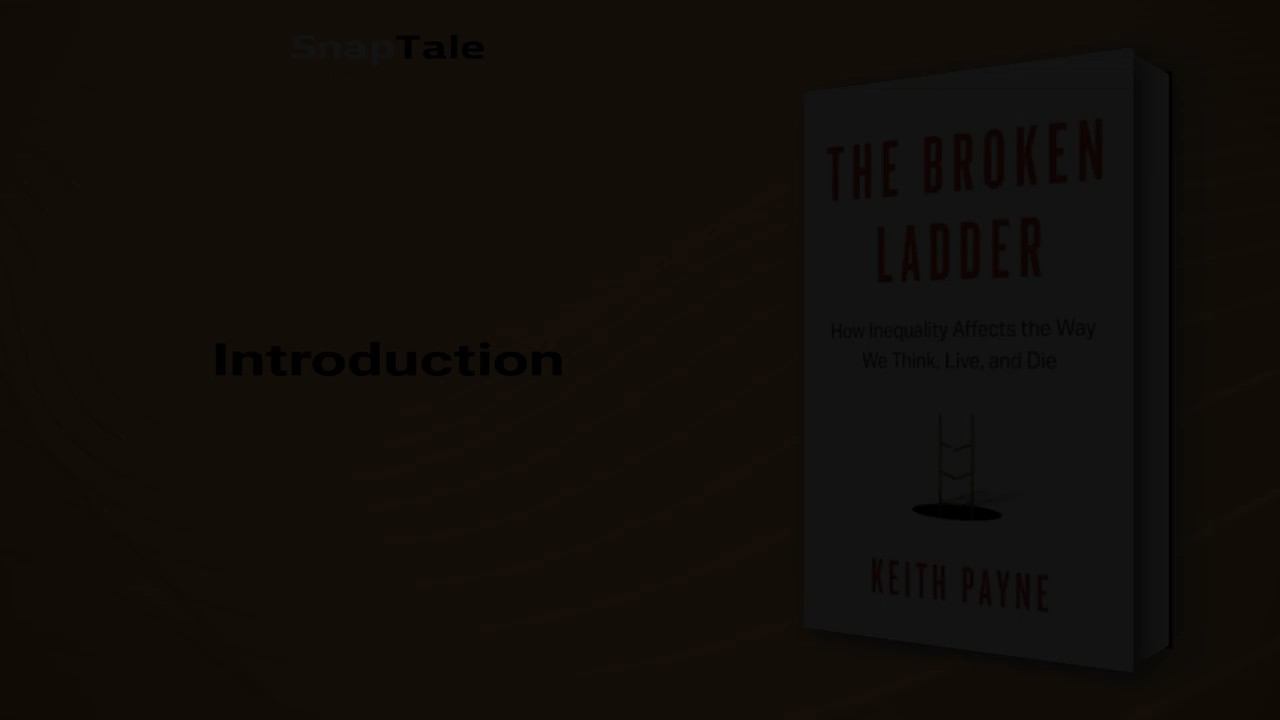 SnapTale
Introduction
THE BROKEN
LADDER
How Inequality Affects the Way
We Think, Live, and Die
KEITH PAYNE